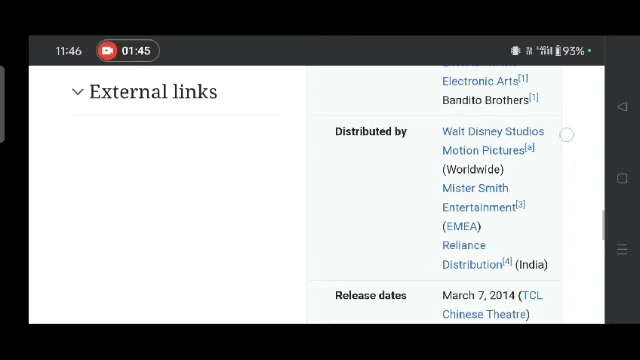 11:46
01:45
93%
External links
Electronic Arts[1]
Bandito Brothers[1]
Distributed by
Walt Disney Studios
Motion Pictures[a]
(Worldwide)
Mister Smith
Entertainment[3]
(EMEA)
Reliance
Distribution[4] (India)
Release dates
March 7, 2014 (TCL
Chinese Theatre)